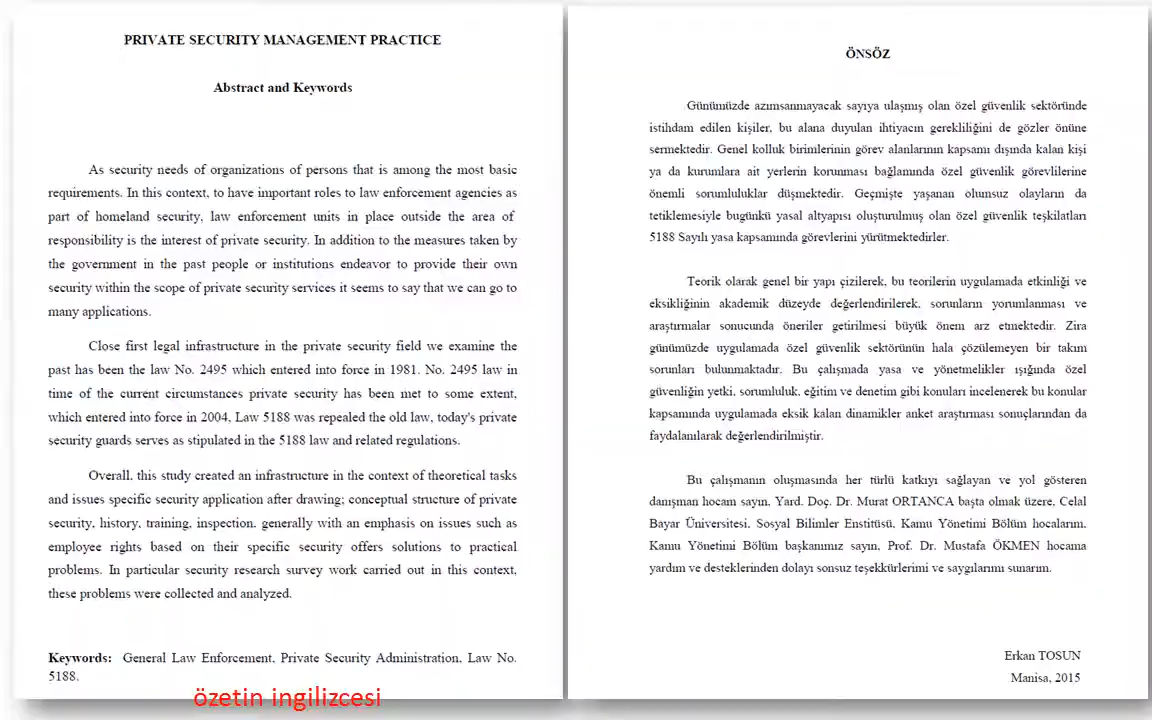 PRIVATE SECURITY MANAGEMENT PRACTICE
Abstract and Keywords
As security needs of organizations of persons that is among the most basic
requirements. In this context, to have important roles to law enforcement agencies as
part of homeland security, law enforcement units in place outside the area of
responsibility is the interest of private security. In addition to the measures taken by
the government in the past people or institutions endeavor to provide their own
security within the scope of private security services it seems to say that we can go to
many applications.
Close first legal infrastructure in the private security field we examine the
past has been the law No. 2495 which entered into force in 1981. No. 2495 law in
time of the current circumstances private security has been met to some extent,
which entered into force in 2004, Law 5188 was repealed the old law, today's private
security guards serves as stipulated in the 5188 law and related regulations.
Overall, this study created an infrastructure in the context of theoretical tasks
and issues specific security application after drawing; conceptual structure of private
security, history, training, inspection, generally with an emphasis on issues such as
employee rights based on their specific security offers solutions to practical
problems. In particular security research survey work carried out in this context,
these problems were collected and analyzed.
Keywords: General Law Enforcement, Private Security Administration, Law No.
5188.
özetin ingilizcesi
ÖNSÖZ
Günümüzde azımsanmayacak sayıya ulaşmış olan özel güvenlik sektöründe
istihdam edilen kişiler, bu alana duyulan ihtiyacın gerekliliğini de gözler önüne
sermektedir. Genel kolluk birimlerinin görev alanlarının kapsamı dışında kalan kişi
ya da kurumlara ait yerlerin korunması bağlamında özel güvenlik görevlilerine
önemli sorumluluklar düşmektedir. Geçmişte yaşanan olumsuz olayların da
tetiklemesiyle bugünkü yasal altyapısı oluşturulmuş olan özel güvenlik teşkilatları
5188 Sayılı yasa kapsamında görevlerini yürütmektedirler.
Teorik olarak genel bir yapı çizilerek, bu teorilerin uygulamada etkinliği ve
eksikliğinin akademik düzeyde değerlendirilerek, sorunların yorumlanması ve
araştırmalar sonucunda öneriler getirilmesi büyük önem arz etmektedir. Zira
günümüzde uygulamada özel güvenlik sektörünün hala çözülemeyen bir takım
sorunları bulunmaktadır. Bu çalışmada yasa ve yönetmelikler ışığında özel
güvenliğin yetki, sorumluluk, eğitim ve denetim gibi konuları incelenerek bu konular
kapsamında uygulamada eksik kalan dinamikler anket araştırması sonuçlarından da
faydalanılarak değerlendirilmiştir.
Bu çalışmanın oluşmasında her türlü katkıyı sağlayan ve yol gösteren
danışman hocam sayın, Yard. Doç. Dr. Murat ORTANCA başta olmak üzere, Celal
Bayar Üniversitesi, Sosyal Bilimler Enstitüsü, Kamu Yönetimi Bölüm hocalarım,
Kamu Yönetimi Bölüm başkanımız sayın, Prof. Dr. Mustafa ÖKMEN hocama
yardım ve desteklerinden dolayı sonsuz teşekkürlerimi ve saygılarımı sunarım.
Erkan TOSUN
Manisa, 2015